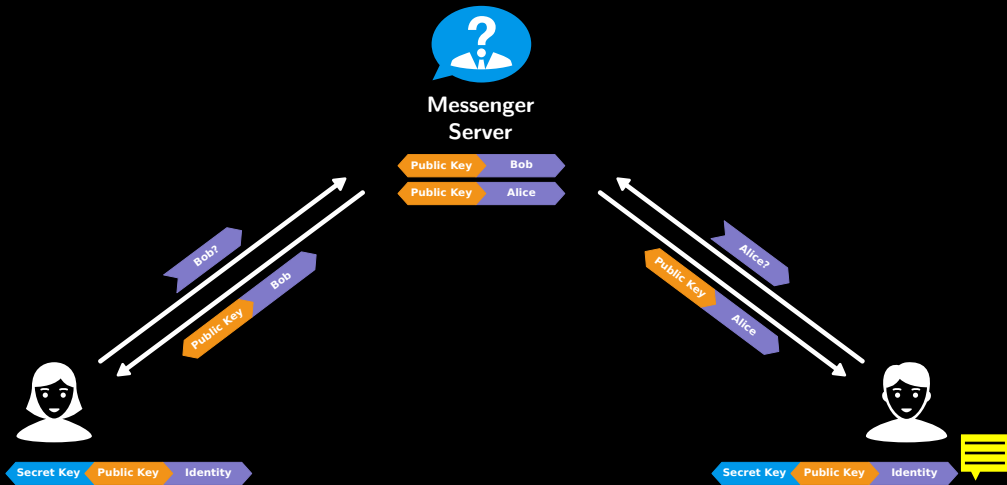 ?
Messenger
Server
Public Key Bob
Public Key Alice
Bob?
Public Key Bob
Alice?
Public Key Alice
Secret Key Public Key Identity
Secret Key Public Key Identity